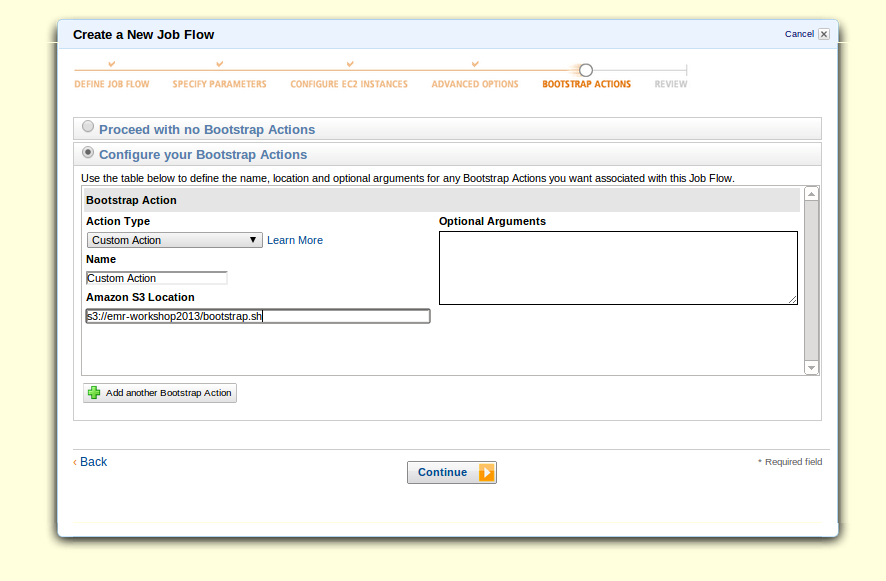 Create a New Job Flow
Cancel
DEFINE JOB FLOW SPECIFY PARAMETERS CONFIGURE EC2 INSTANCES ADVANCED OPTIONS BOOTSTRAP ACTIONS REVIEW
Proceed with no Bootstrap Actions
Configure your Bootstrap Actions
Use the table below to define the name, location and optional arguments for any Bootstrap Actions you want associated with this Job Flow.
Bootstrap Action
Action Type
Custom Action Learn More
Name
Custom Action
Amazon S3 Location
s3://emr-workshop2013/bootstrap.sh
Optional Arguments
Add another Bootstrap Action
‹ Back
Continue
* Required field